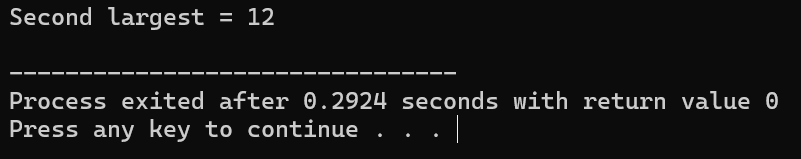 Second largest = 12
--------------------------------
Process exited after 0.2924 seconds with return value 0
Press any key to continue . . .